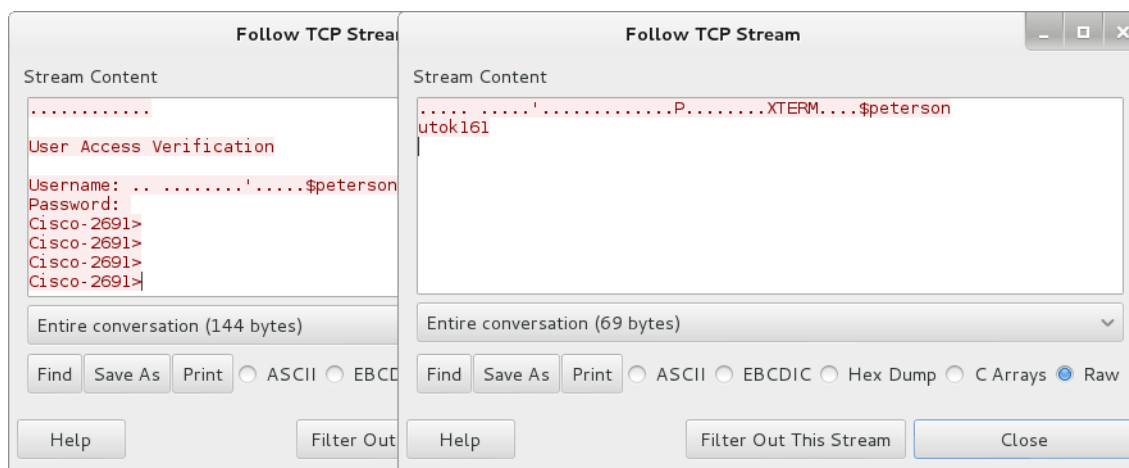 Follow TCP Strea
Stream Content
............
User Access Verification
Username: .. ........'.....$peterson
Password:
Cisco-2691>
Cisco-2691>
Cisco-2691>
Cisco-2691>
Entire conversation (144 bytes)
Find Save As Print ASCII EBCD
Help Filter Out
Follow TCP Stream
Stream Content
..... .....'.............P........XTERM....$peterson
utok161
Entire conversation (69 bytes)
Find Save As Print ASCII EBCDIC Hex Dump C Arrays Raw
Help Filter Out This Stream Close